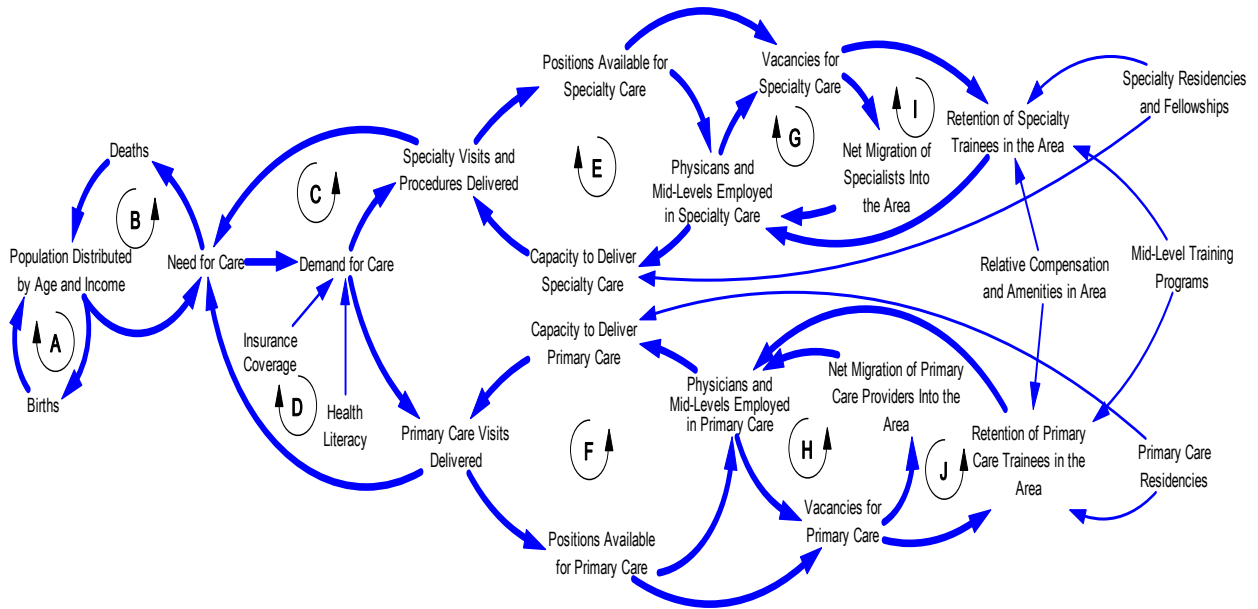 Positions Available for
Specialty Care
Vacancies for
Specialty Care
Specialty Residencies
and Fellowships
I
Retention of Specialty
Trainees in the Area
G
Deaths
Specialty Visits and
Procedures Delivered
E
Physicans and
Mid-Levels Employed
in Specialty Care
Net Migration of
Specialists Into
the Area
C
B
Population Distributed
by Age and Income
Need for Care
Demand for Care
Capacity to Deliver
Specialty Care
Relative Compensation
and Amenities in Area
Mid-Level Training
Programs
A
Insurance
Coverage
Capacity to Deliver
Primary Care
Births
D
Health
Literacy
Physicans and
Mid-Levels Employed
in Primary Care
Net Migration of Primary
Care Providers Into the
Area
Primary Care Visits
Delivered
F
H
J
Retention of Primary
Care Trainees in the
Area
Primary Care
Residencies
Vacancies for
Primary Care
Positions Available
for Primary Care